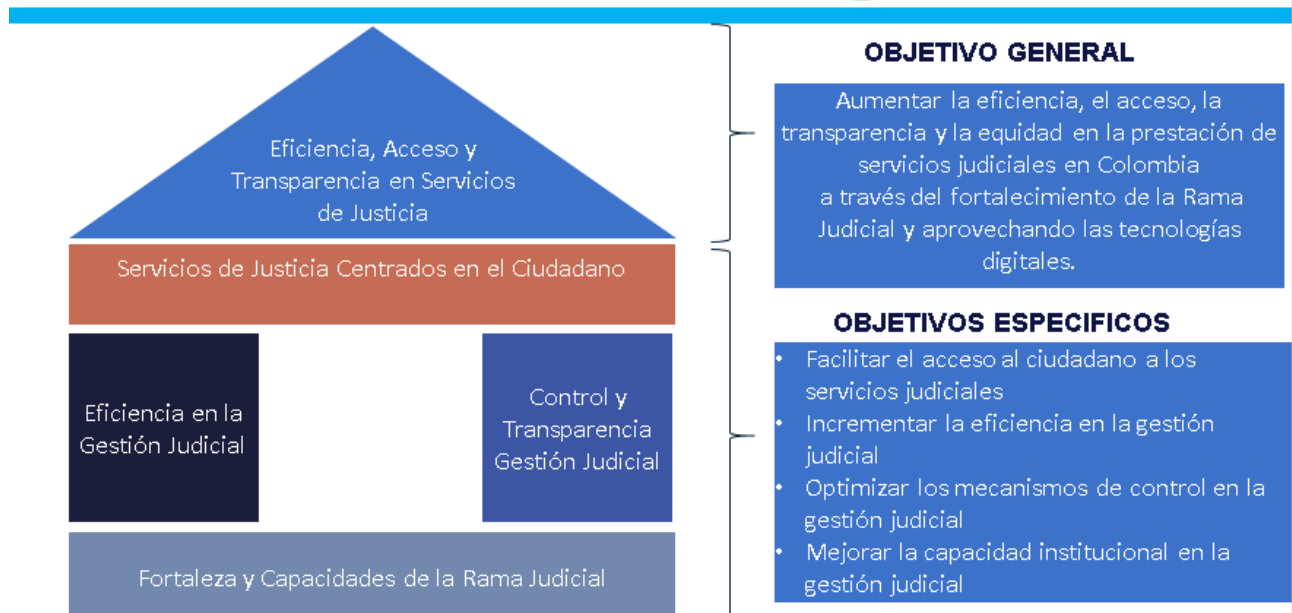 Eficiencia, Acceso y
Transparencia en Servicios
de Justicia
Servicios de Justicia Centrados en el Ciudadano
Eficiencia en la
Gestión Judicial
Control y
Transparencia
Gestión Judicial
Fortaleza y Capacidades de la Rama Judicial
OBJETIVO GENERAL
Aumentar la eficiencia, el acceso, la
transparencia y la equidad en la prestación de
servicios judiciales en Colombia
a través del fortalecimiento de la Rama
Judicial y aprovechando las tecnologías
digitales.
OBJETIVOS ESPECIFICOS
• Facilitar el acceso al ciudadano a los
servicios judiciales
• Incrementar la eficiencia en la gestión
judicial
• Optimizar los mecanismos de control en la
gestión judicial
• Mejorar la capacidad institucional en la
gestión judicial